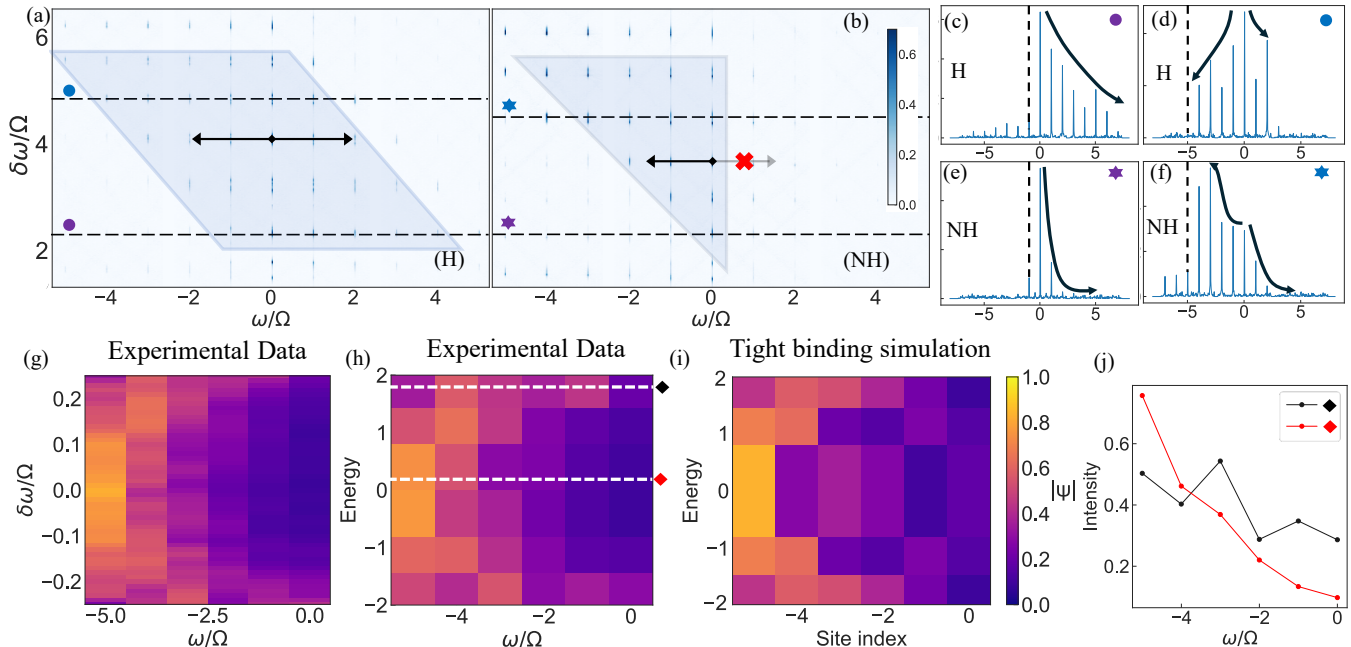 (a)
6
4
2
δω/Ω
(H)
−4
−2
0
2
4
ω/Ω
(b)
0.6
0.4
0.2
0.0
(NH)
−4
−2
0
2
4
ω/Ω
(c)
H
−5
0
5
(d)
H
−5
0
5
(e)
NH
−5
0
5
(f)
NH
−5
0
5
(g)
Experimental Data
0.2
0.1
0.0
−0.1
−0.2
δω/Ω
−5.0
−2.5
0.0
ω/Ω
(h)
Experimental Data
2
1
0
−1
−2
Energy
−4
−2
0
ω/Ω
(i)
Tight binding simulation
2
1
0
−1
−2
Energy
−4
−2
0
Site index
1.0
0.8
0.6
0.4
0.2
0.0
|Ψ|
(j)
0.6
0.4
0.2
Intensity
−4
−2
0
ω/Ω